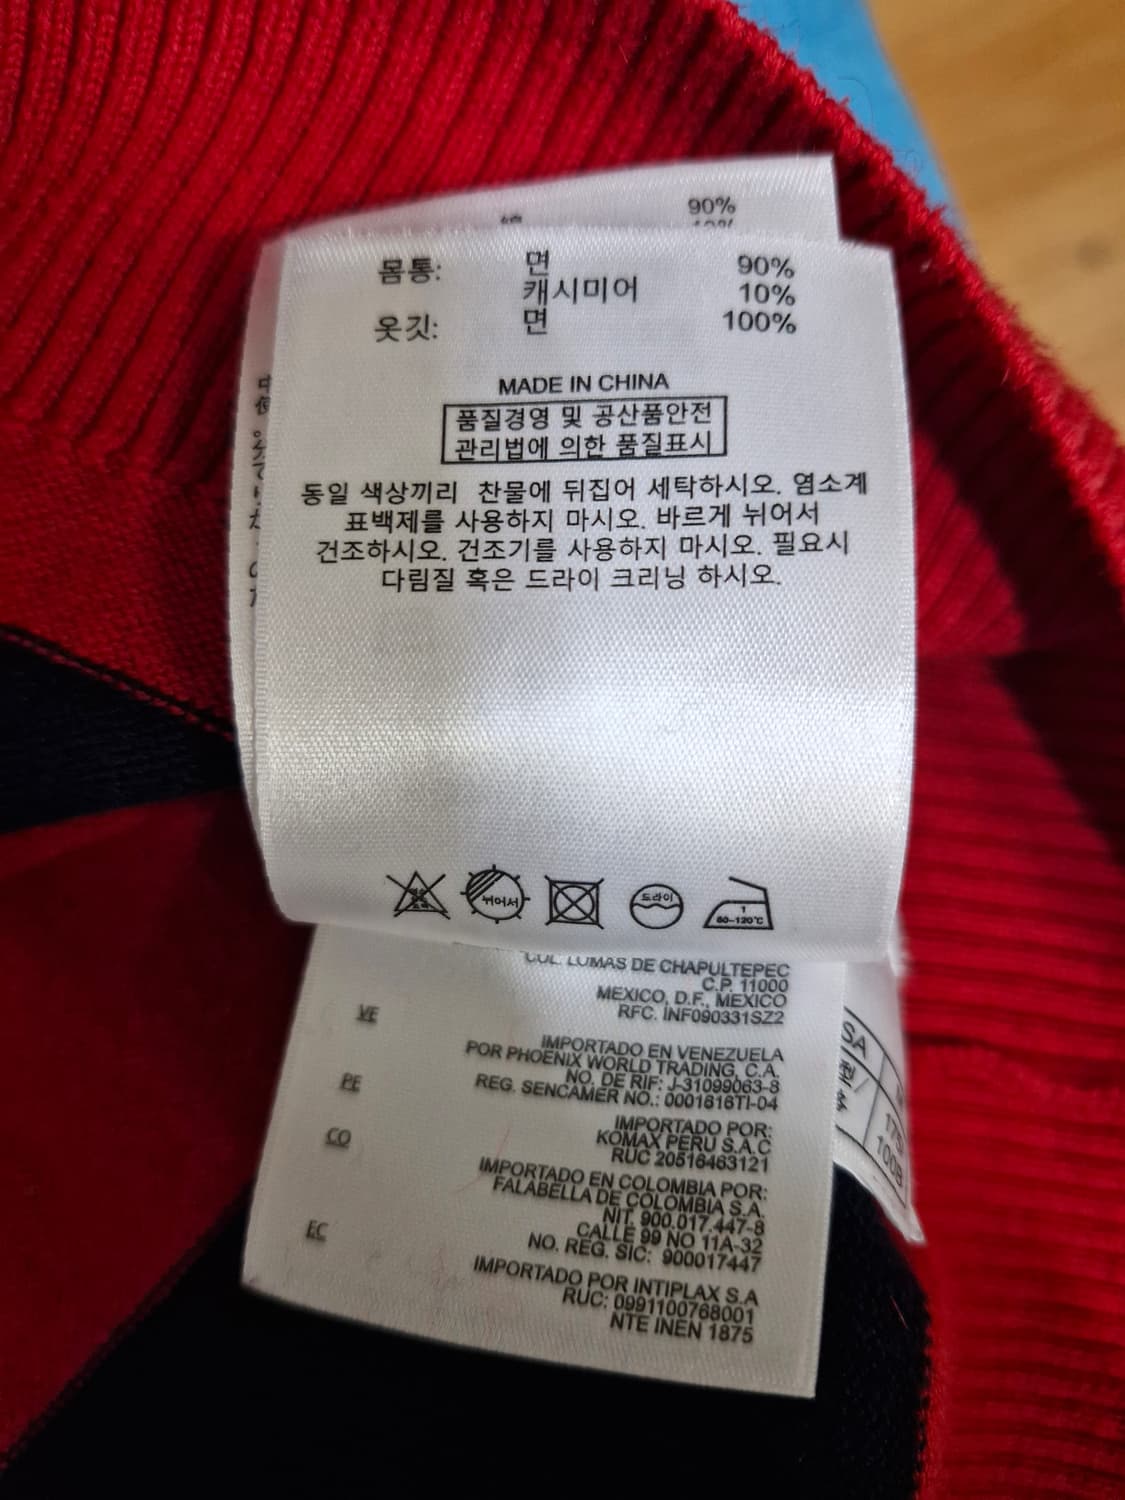 90%
몸통: 면 90%
캐시미어 10%
옷깃: 면 100%
MADE IN CHINA
품질경영 및 공산품안전
관리법에 의한 품질표시
동일 색상끼리 찬물에 뒤집어 세탁하시오. 염소계
표백제를 사용하지 마시오. 바르게 뉘어서
건조하시오. 건조기를 사용하지 마시오. 필요시
다림질 혹은 드라이 크리닝 하시오.
뉘어서
드라이
1
80-120℃
COL. LOMAS DE CHAPULTEPEC
C.P. 11000
MEXICO, D.F., MEXICO
RFC. INF090331SZ2
VE
IMPORTADO EN VENEZUELA
POR PHOENIX WORLD TRADING, C.A.
NO. DE RIF: J-31099063-8
REG. SENCAMER NO.: 0001616TI-04
PE
IMPORTADO POR:
KOMAX PERU S.A.C
RUC 20516463121
CO
IMPORTADO EN COLOMBIA POR:
FALABELLA DE COLOMBIA S.A.
NIT. 900.017.447-8
CALLE 99 NO 11A-32
NO. REG. SIC: 900017447
EC
IMPORTADO POR INTIPLAX S.A
RUC: 0991100768001
NTE INEN 1875
SA
型/
175/
100B